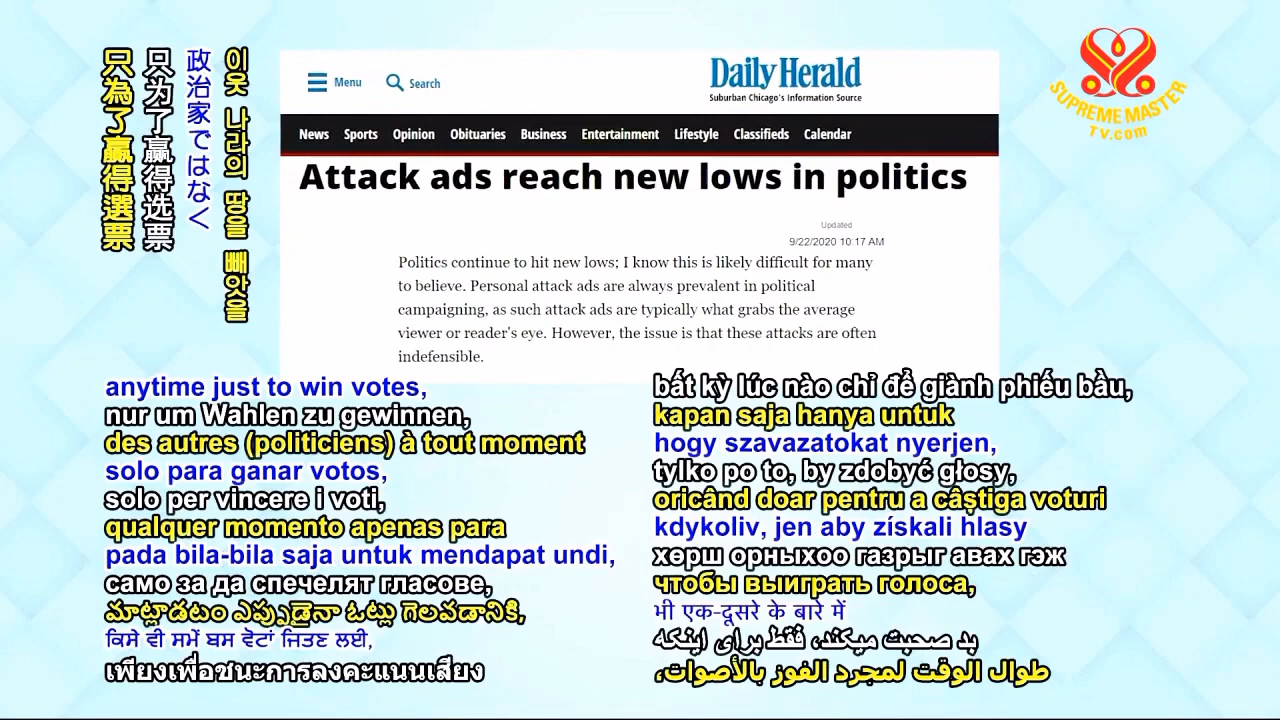 只為了贏得選票
只为了赢得选票
政治家ではなく
이웃 나라의 땅을 빼앗을
Menu
Search
Daily Herald
Suburban Chicago's Information Source
SUPREME MASTER
TV.com
News Sports Opinion Obituaries Business Entertainment Lifestyle Classifieds Calendar
Attack ads reach new lows in politics
Updated
9/22/2020 10:17 AM
Politics continue to hit new lows; I know this is likely difficult for many
to believe. Personal attack ads are always prevalent in political
campaigning, as such attack ads are typically what grabs the average
viewer or reader's eye. However, the issue is that these attacks are often
indefensible.
anytime just to win votes,
nur um Wahlen zu gewinnen,
des autres (politiciens) à tout moment
solo para ganar votos,
solo per vincere i voti,
qualquer momento apenas para
pada bila-bila saja untuk mendapat undi,
само за да спечелят гласове,
మాట్లాడటం ఎప్పుడైనా ఓట్లు గెలవడానికి,
ਕਿਸੇ ਵੀ ਸਮੇਂ ਬਸ ਵੋਟਾਂ ਜਿਤਣ ਲਈ,
เพียงเพื่อชนะการลงคะแนนเสียง
bất kỳ lúc nào chỉ để giành phiếu bầu,
kapan saja hanya untuk
hogy szavazatokat nyerjen,
tylko po to, by zdobyć głosy,
oricând doar pentru a câștiga voturi
kdykoliv, jen aby získali hlasy
хөрш орныхоо газрыг авах гэж
чтобы выиграть голоса,
भी एक-दूसरे के बारे में
بد صحبت میکند، فقط برای اینکه
طوال الوقت لمجرد الفوز بالأصوات،